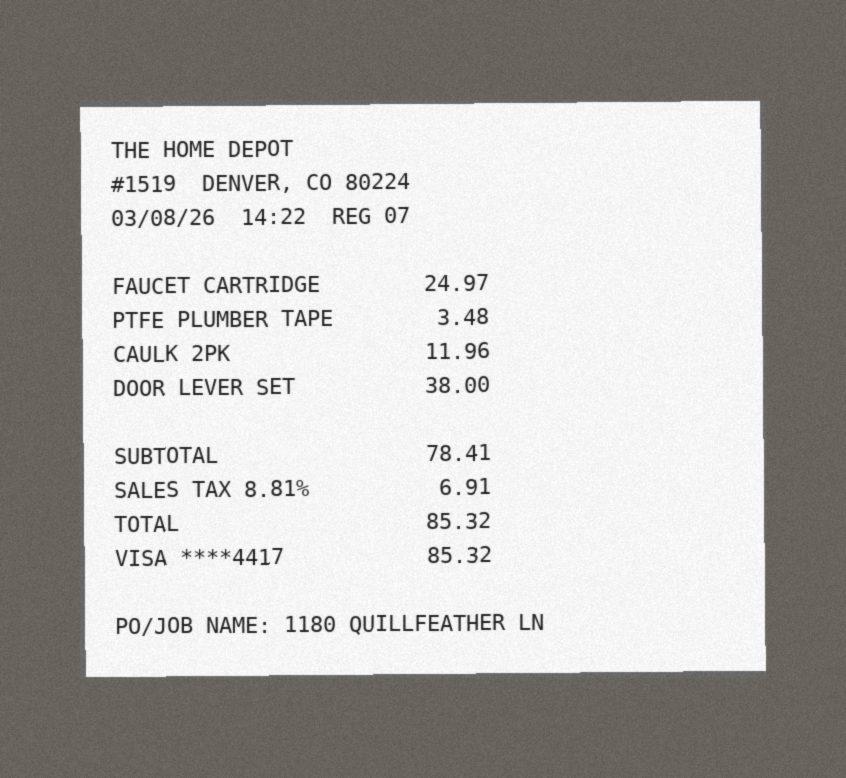 THE HOME DEPOT
#1519 DENVER, CO 80224
03/08/26 14:22 REG 07
FAUCET CARTRIDGE 24.97
PTFE PLUMBER TAPE 3.48
CAULK 2PK 11.96
DOOR LEVER SET 38.00
SUBTOTAL 78.41
SALES TAX 8.81% 6.91
TOTAL 85.32
VISA ****4417 85.32
PO/JOB NAME: 1180 QUILLFEATHER LN